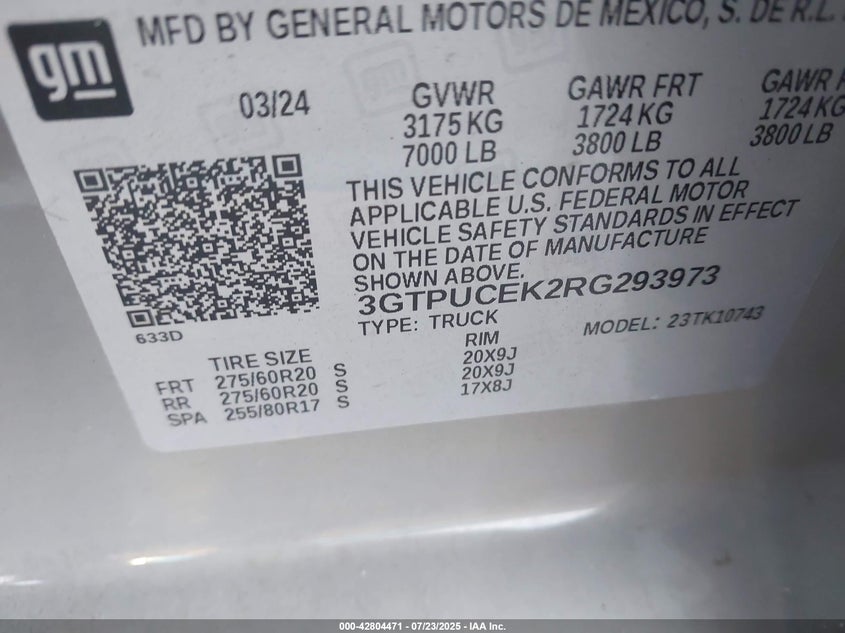 gm
MFD BY GENERAL MOTORS DE MEXICO, S. DE R.L.
03/24
GVWR
3175 KG
7000 LB
GAWR FRT
1724 KG
3800 LB
GAWR
1724 KG
3800 LB
THIS VEHICLE CONFORMS TO ALL
APPLICABLE U.S. FEDERAL MOTOR
VEHICLE SAFETY STANDARDS IN EFFECT
ON THE DATE OF MANUFACTURE
SHOWN ABOVE.
3GTPUCEK2RG293973
TYPE: TRUCK MODEL: 23TK10743
633D
TIRE SIZE RIM
FRT 275/60R20 S 20X9J
RR 275/60R20 S 20X9J
SPA 255/80R17 S 17X8J
000-42804471 - 07/23/2025 - IAA Inc.